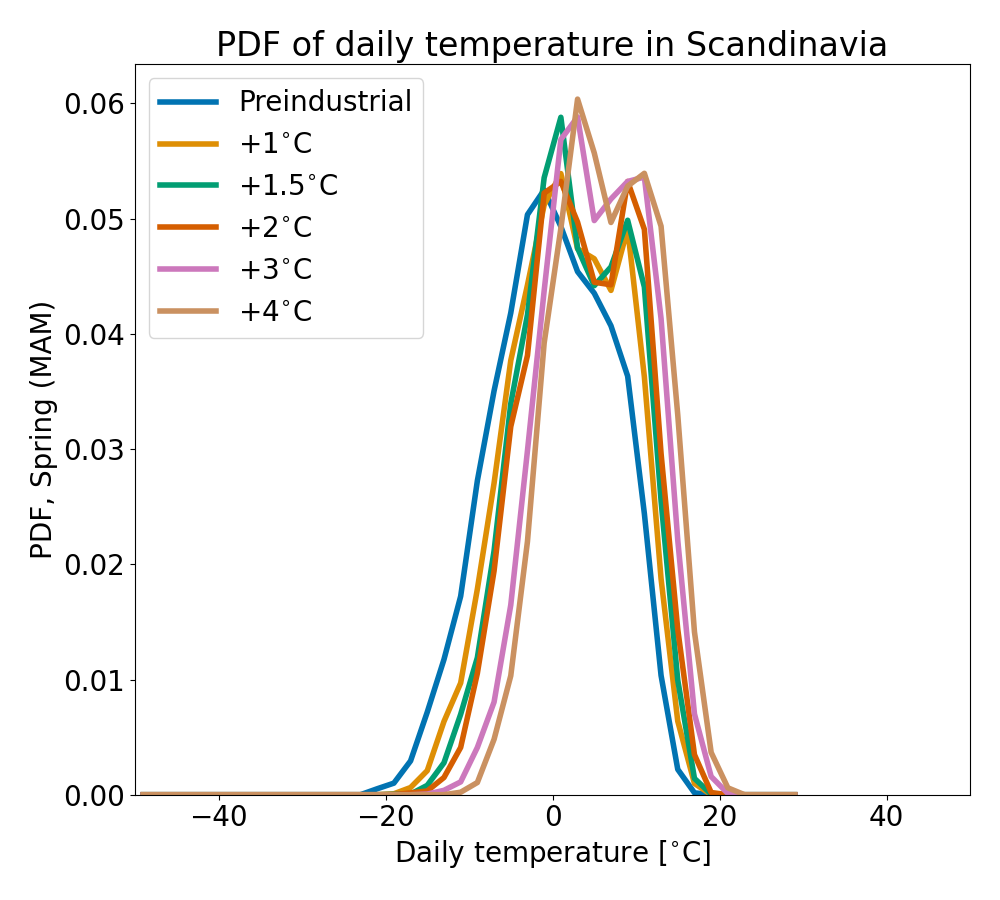 PDF of daily temperature in Scandinavia
Preindustrial
+1°C
+1.5°C
+2°C
+3°C
+4°C
PDF, Spring (MAM)
0.06
0.05
0.04
0.03
0.02
0.01
0.00
−40 −20 0 20 40
Daily temperature [°C]